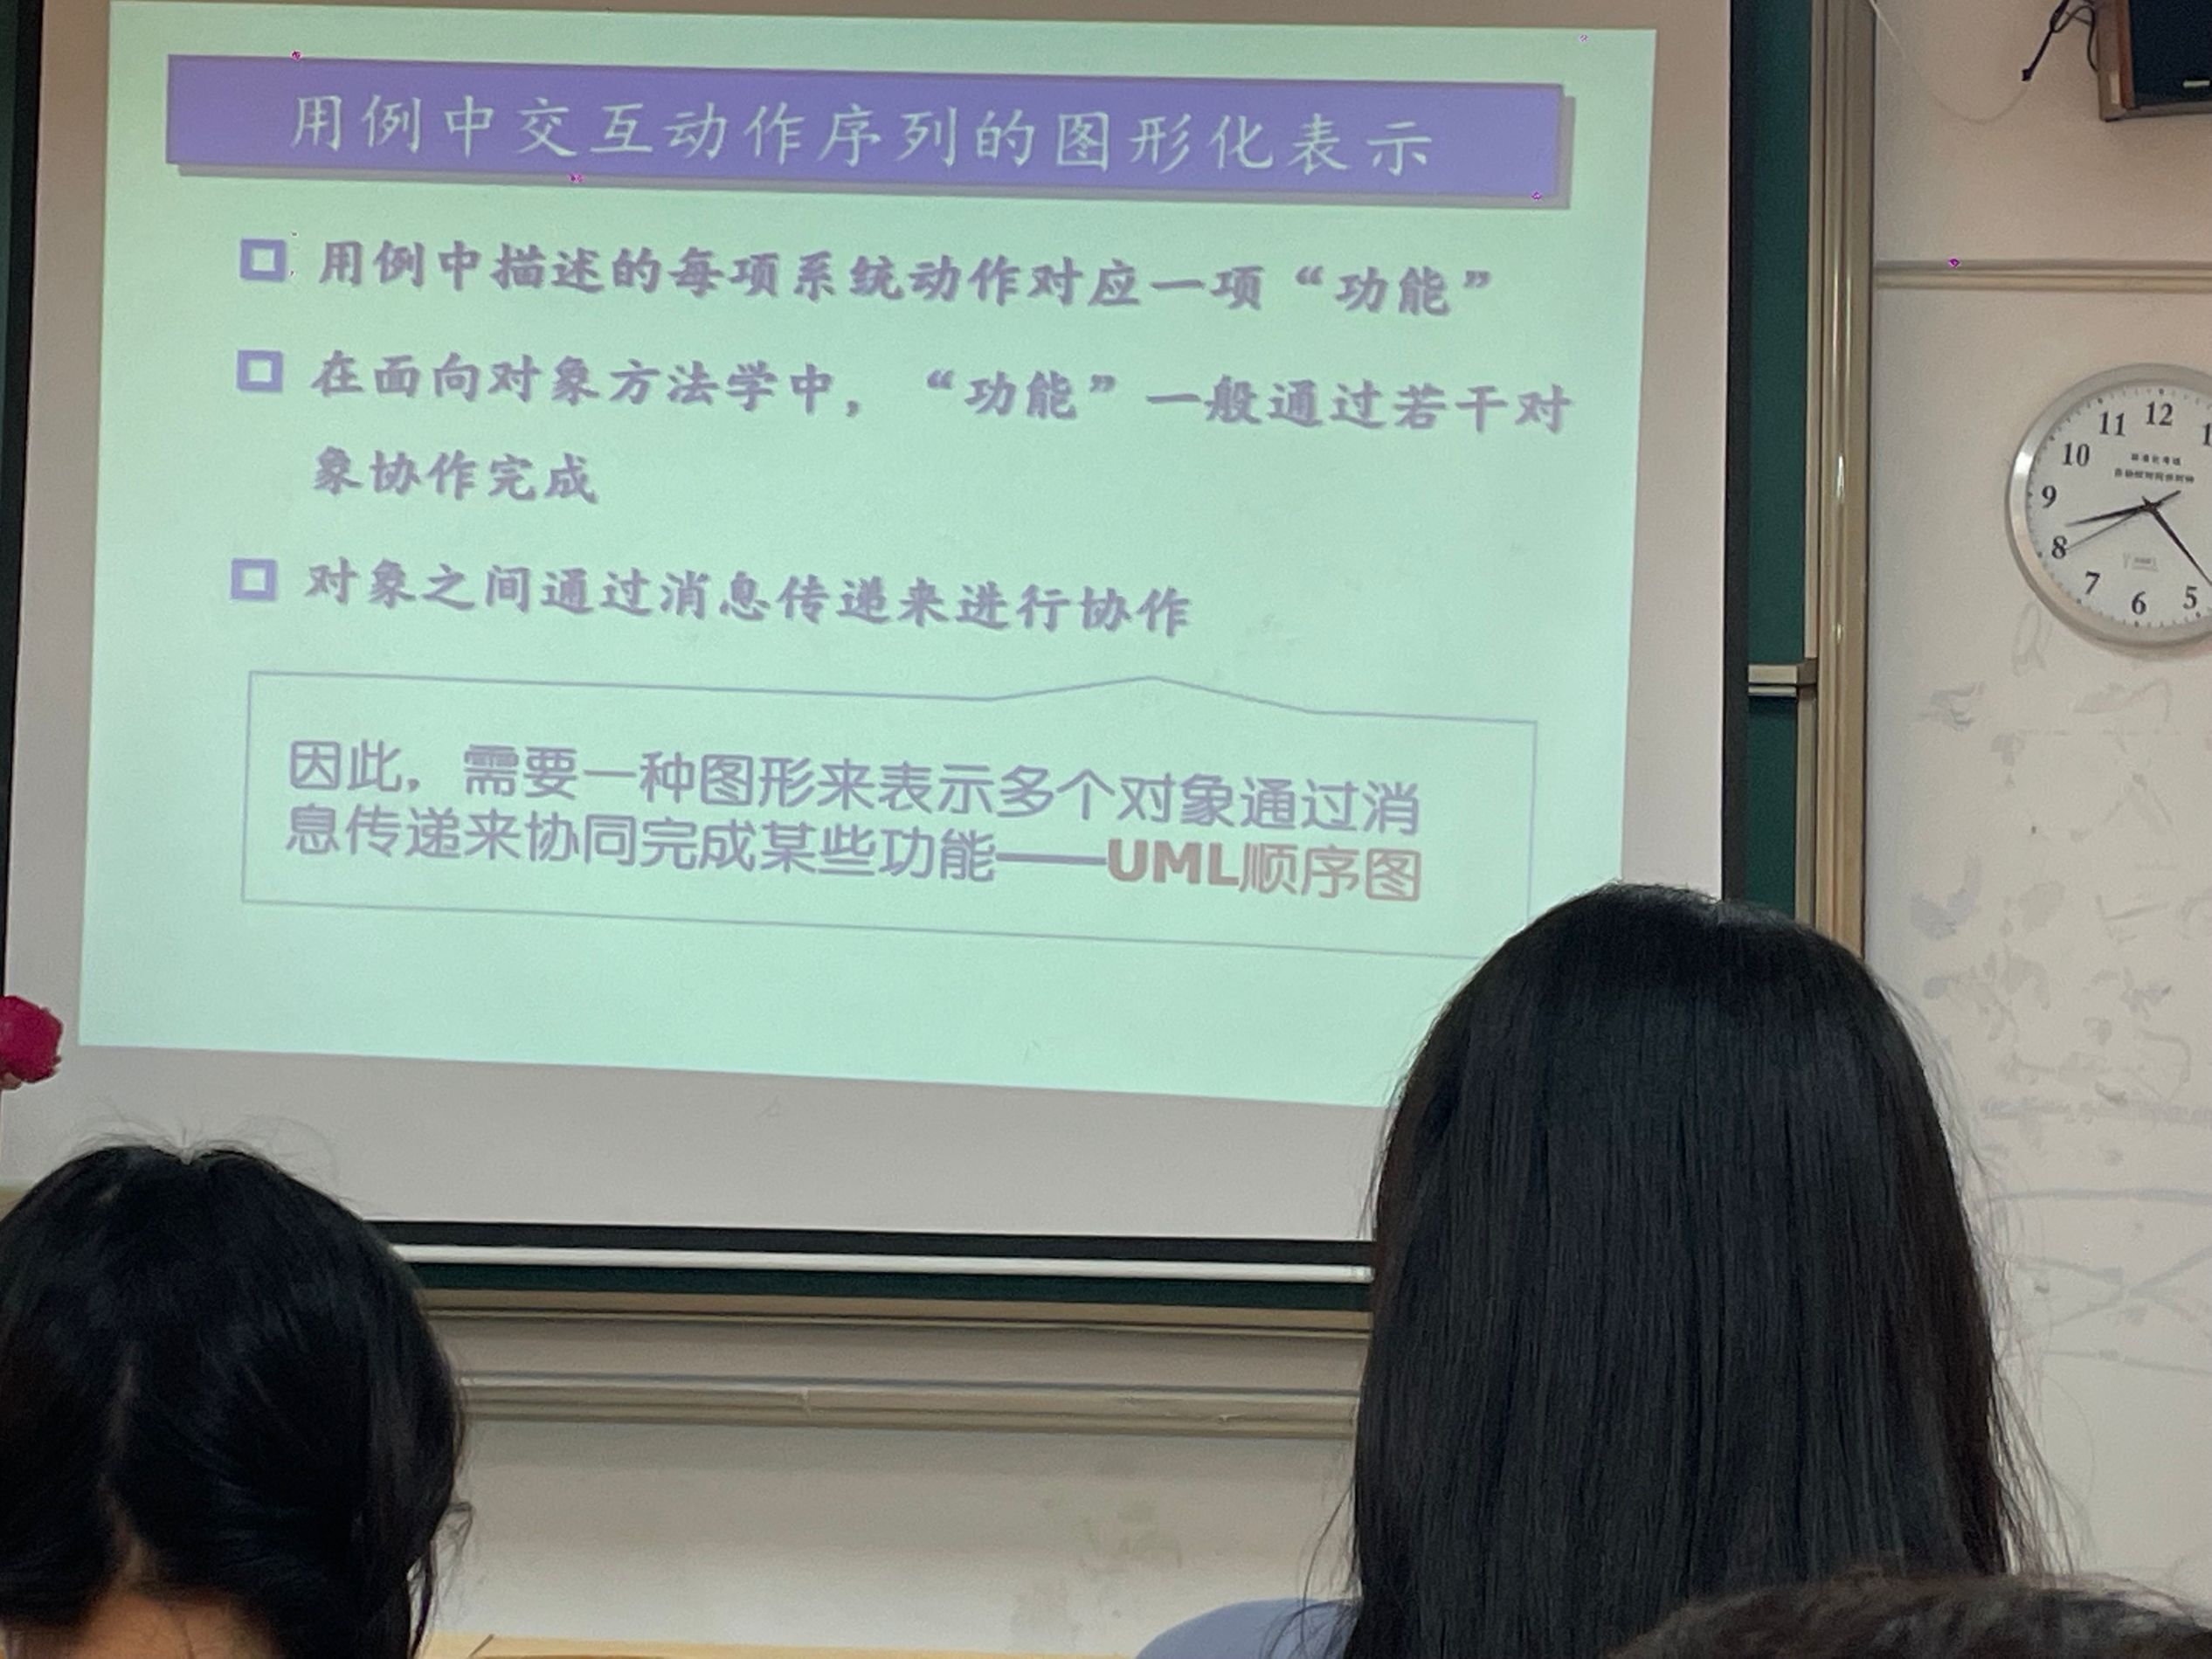 用例中交互动作序列的图形化表示
用例中描述的每项系统动作对应一项“功能”
在面向对象方法学中，“功能”一般通过若干对
象协作完成
对象之间通过消息传递来进行协作
因此，需要一种图形来表示多个对象通过消
息传递来协同完成某些功能——UML顺序图
12
11
10
9
8
7
6
5